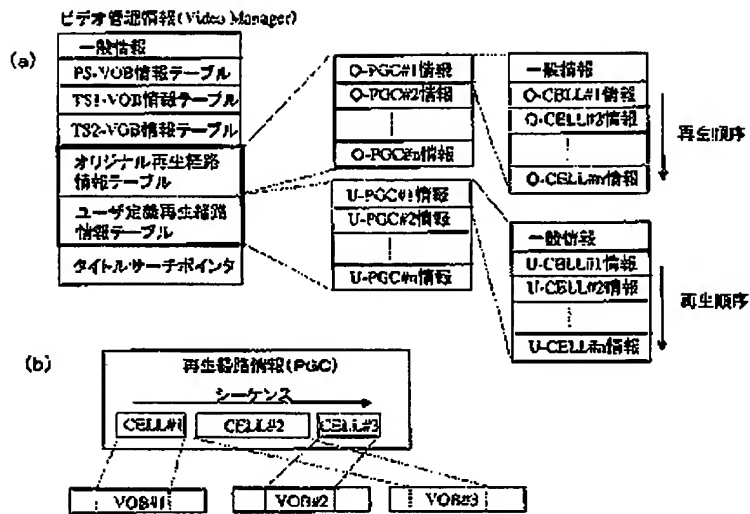 ビデオ管理情報(Video Manager)
(a)
一般情報
PS-VOB情報テーブル
TS1-VOB情報テーブル
TS2-VOB情報テーブル
オリジナル再生経路
情報テーブル
ユーザ定義再生経路
情報テーブル
タイトルサーチポインタ
O-PGC#1情報
O-PGC#2情報
O-PGC#n情報
U-PGC#1情報
U-PGC#2情報
U-PGC#n情報
一般情報
O-CELL#1情報
O-CELL#2情報
O-CELL#n情報
再生順序
一般情報
U-CELL#1情報
U-CELL#2情報
U-CELL#n情報
再生順序
(b)
再生経路情報(PGC)
シーケンス
CELL#1
CELL#2
CELL#3
VOB#1
VOB#2
VOB#3